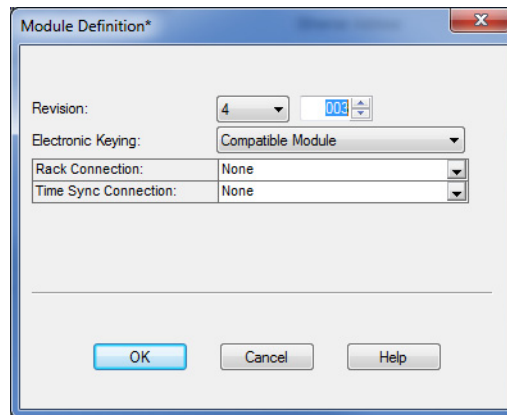 Module Definition*
Revision: 4 003
Electronic Keying: Compatible Module
Rack Connection: None
Time Sync Connection: None
OK Cancel Help